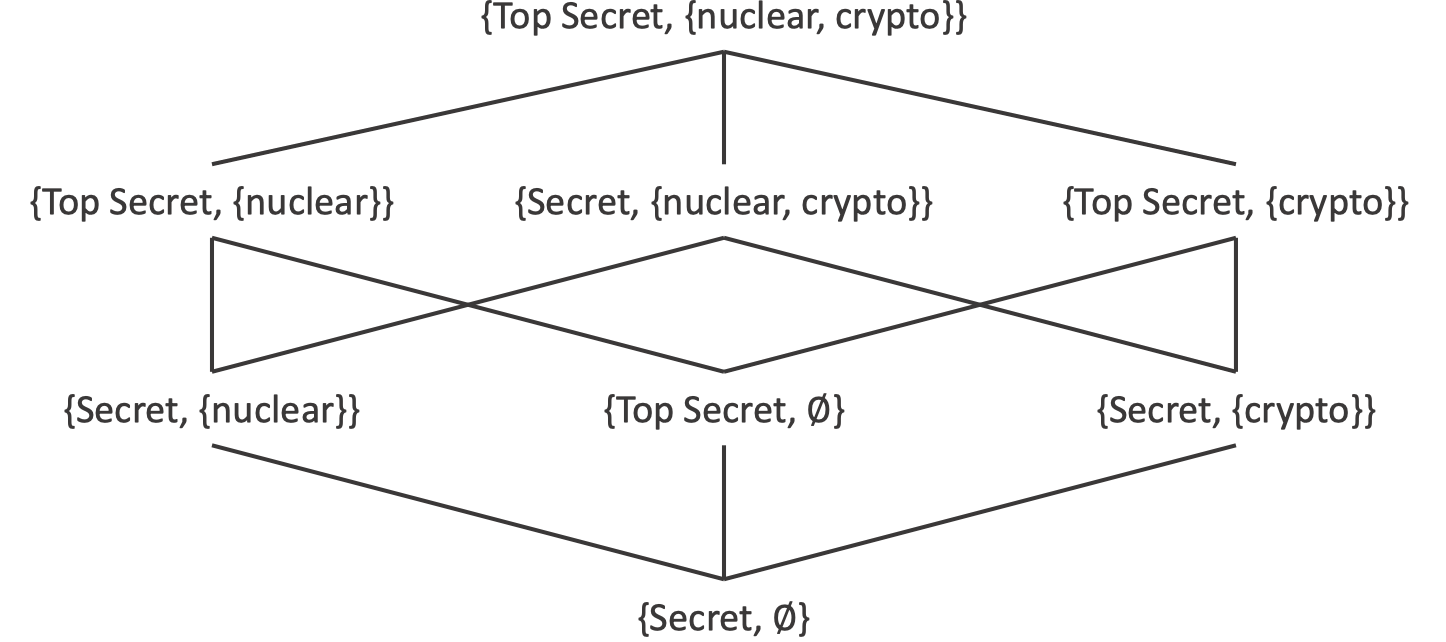 {Top Secret, {nuclear, crypto}}
{Top Secret, {nuclear}} {Secret, {nuclear, crypto}} {Top Secret, {crypto}}
{Secret, {nuclear}} {Top Secret, Ø} {Secret, {crypto}}
{Secret, Ø}